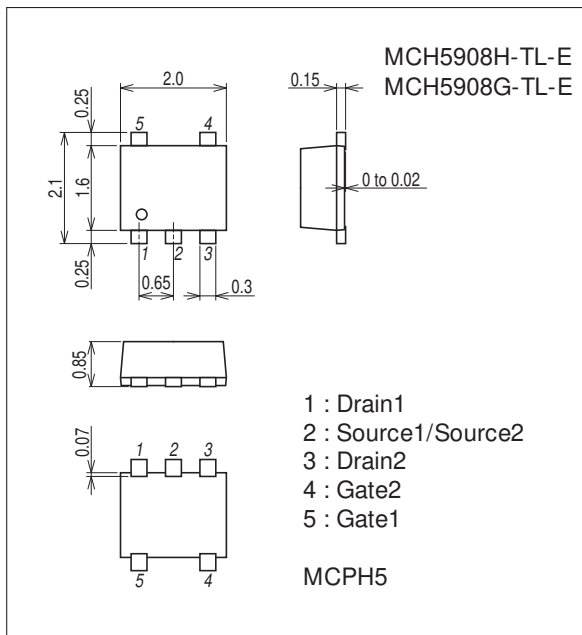 MCH5908H-TL-E
MCH5908G-TL-E
0.15
2.0
0.25
5
4
2.1
1.6
0 to 0.02
1
2
3
0.25
0.65
0.3
0.85
1 : Drain1
2 : Source1/Source2
3 : Drain2
4 : Gate2
5 : Gate1
0.07
1
2
3
5
4
MCPH5